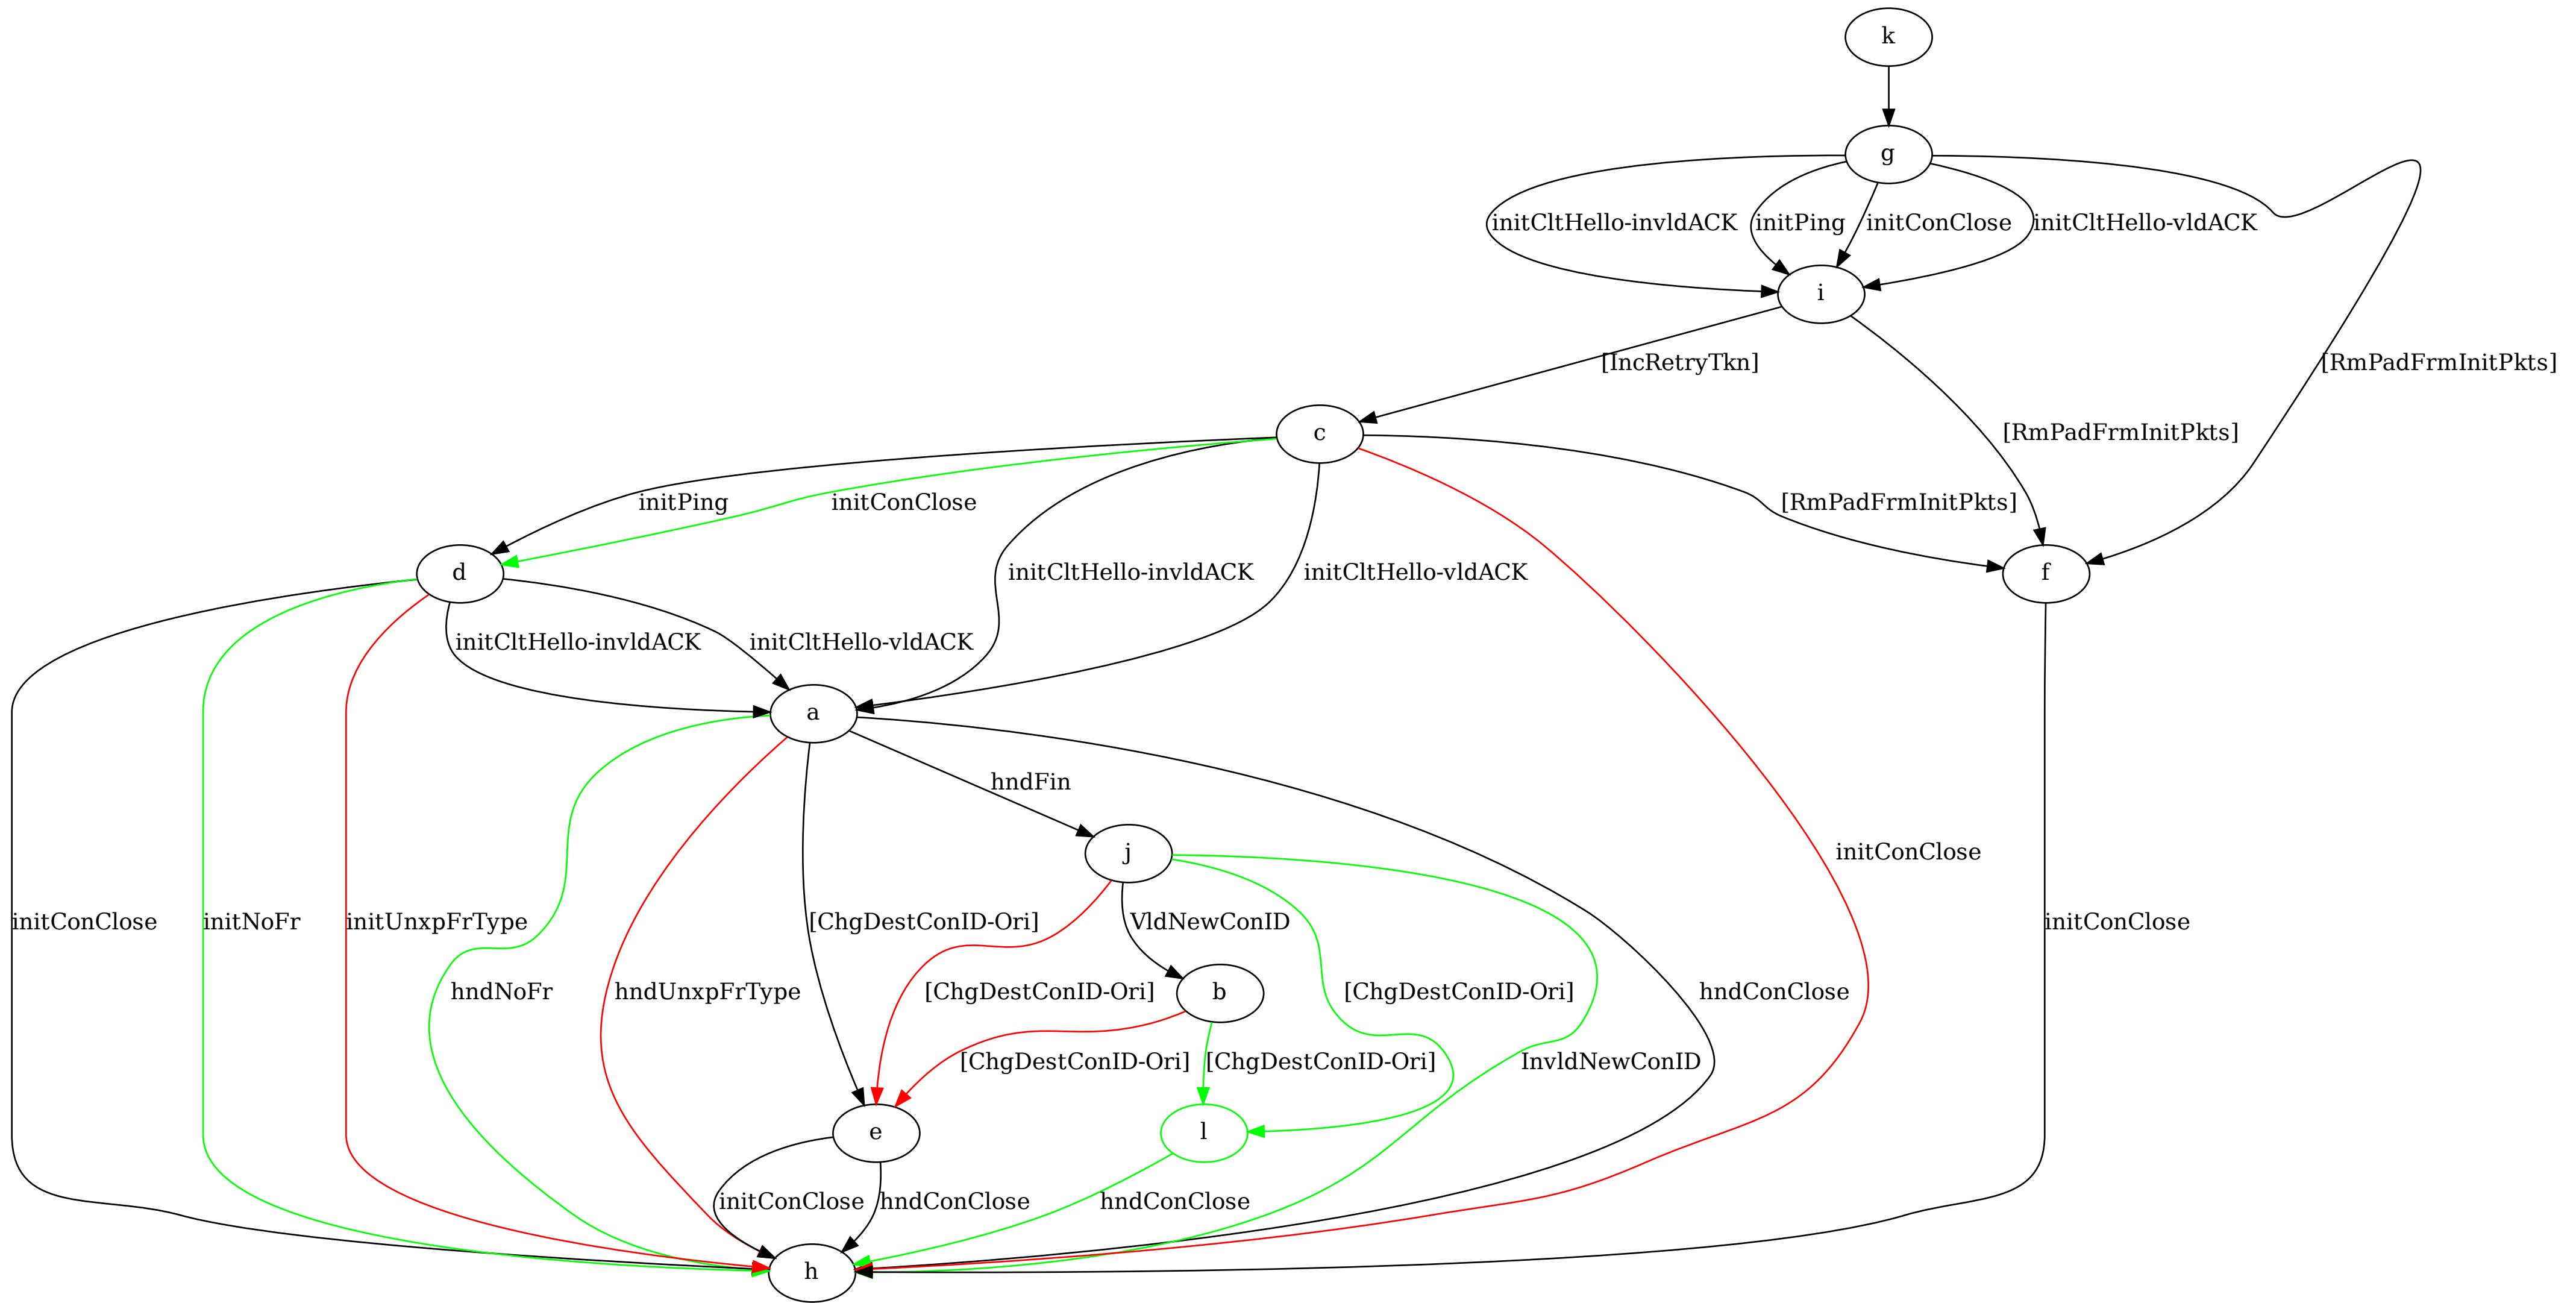 k
g
initCltHello-invldACK
initPing
initConClose
initCltHello-vldACK
i
[IncRetryTkn]
[RmPadFrmInitPkts]
c
[RmPadFrmInitPkts]
initPing
initConClose
[RmPadFrmInitPkts]
d
initCltHello-invldACK
initCltHello-vldACK
f
initCltHello-invldACK
initCltHello-vldACK
a
hndFin
j
initConClose
initConClose
initNoFr
initUnxpFrType
[ChgDestConID-Ori]
VldNewConID
initConClose
hndNoFr
hndUnxpFrType
[ChgDestConID-Ori]
b
[ChgDestConID-Ori]
hndConClose
[ChgDestConID-Ori]
[ChgDestConID-Ori]
InvldNewConID
e
l
initConClose
hndConClose
hndConClose
h